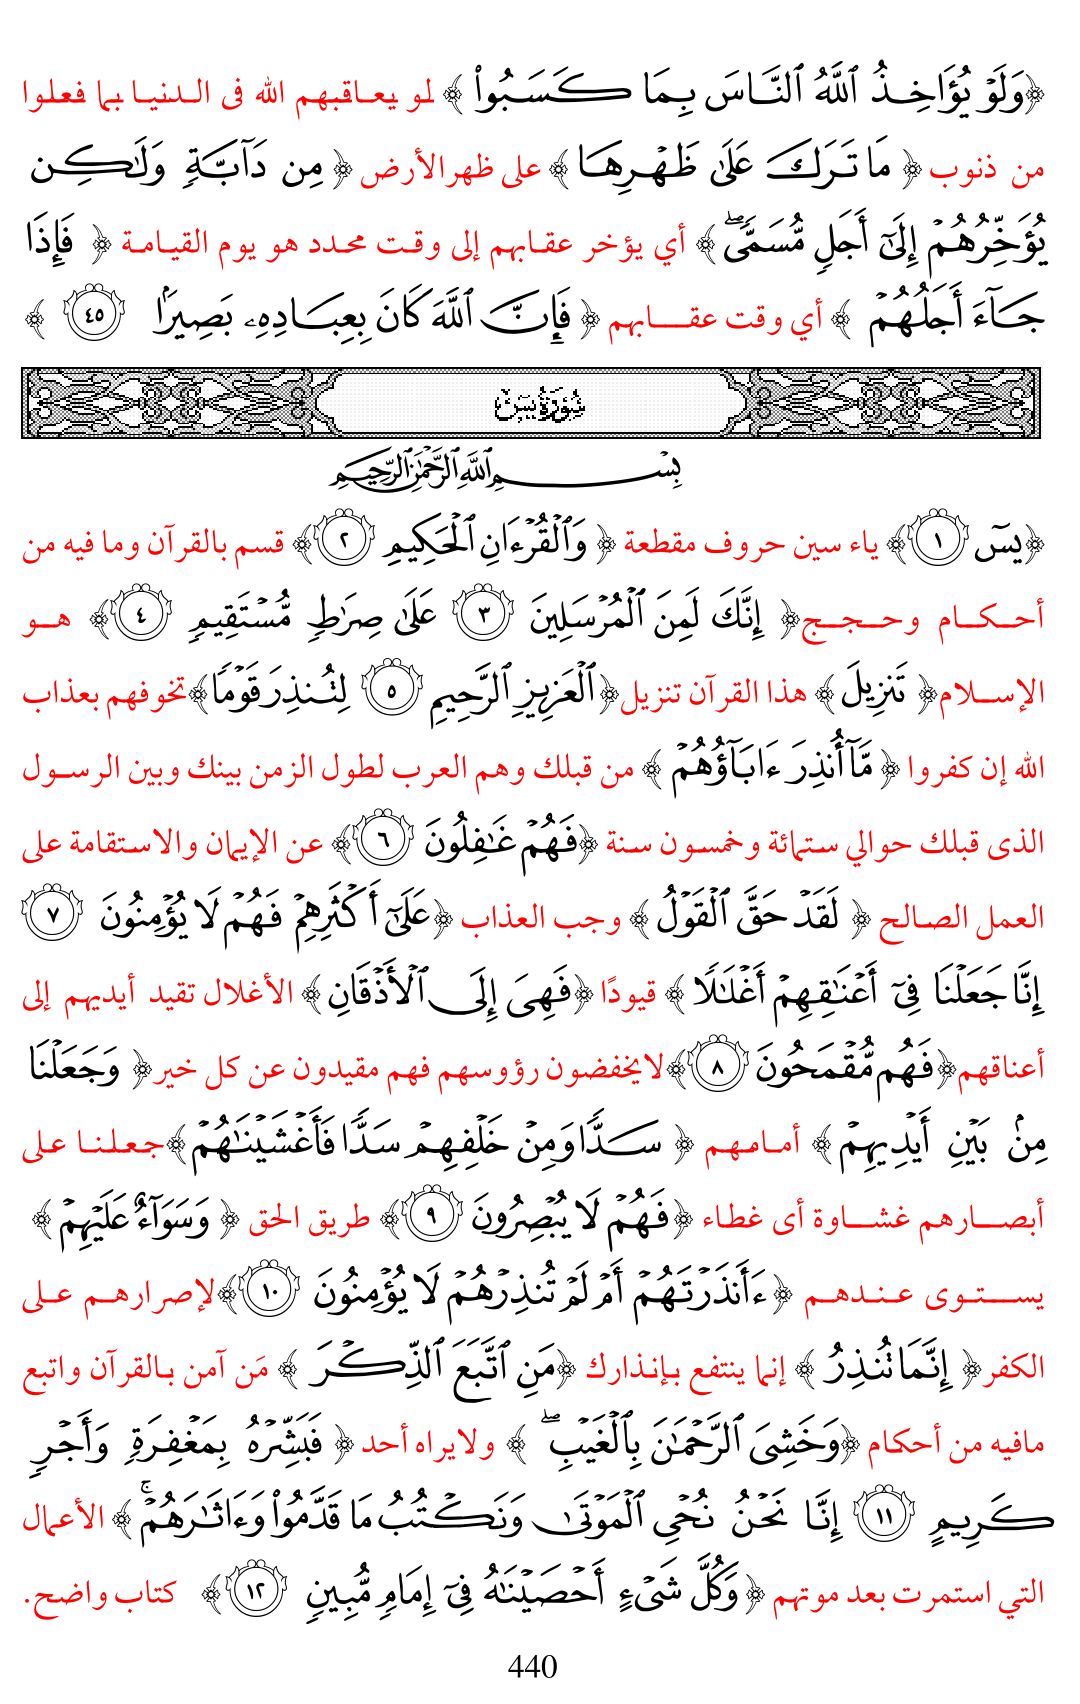 ﴿وَلَوْ يُؤَاخِذُ ٱللَّهُ ٱلنَّاسَ بِمَا كَسَبُوا۟ ﴾ لو يعاقبهم الله فى الدنيا بما فعلوا
من ذنوب ﴿ مَا تَرَكَ عَلَىٰ ظَهْرِهَا ﴾ على ظهر الأرض ﴿ مِن دَآبَّةٍۢ وَلَـٰكِن
يُؤَخِّرُهُمْ إِلَىٰٓ أَجَلٍۢ مُّسَمًّۭى ۖ ﴾ أي يؤخر عقابهم إلى وقت محدد هو يوم القيامة ﴿ فَإِذَا
جَآءَ أَجَلُهُمْ ﴾ أي وقت عقابهم ﴿ فَإِنَّ ٱللَّهَ كَانَ بِعِبَادِهِۦ بَصِيرًۢا ٤٥ ﴾
سُورَةُ يسٓ
بِسْمِ ٱللَّهِ ٱلرَّحْمَـٰنِ ٱلرَّحِيمِ
﴿يسٓ ١﴾ ياء سين حروف مقطعة ﴿ وَٱلْقُرْءَانِ ٱلْحَكِيمِ ٢﴾ قسم بالقرآن وما فيه من
أحكام وحجج﴿ إِنَّكَ لَمِنَ ٱلْمُرْسَلِينَ ٣ عَلَىٰ صِرَٰطٍۢ مُّسْتَقِيمٍۢ ٤﴾ هو
الإسلام﴿ تَنزِيلَ ﴾ هذا القرآن تنزيل﴿ٱلْعَزِيزِ ٱلرَّحِيمِ ٥ لِتُنذِرَ قَوْمًۭا﴾تخوفهم بعذاب
الله إن كفروا ﴿ مَّآ أُنذِرَ ءَابَآؤُهُمْ ﴾ من قبلك وهم العرب لطول الزمن بينك وبين الرسول
الذى قبلك حوالي ستمائة وخمسون سنة ﴿فَهُمْ غَـٰفِلُونَ ٦﴾ عن الإيمان والاستقامة على
العمل الصالح ﴿ لَقَدْ حَقَّ ٱلْقَوْلُ ﴾ وجب العذاب ﴿عَلَىٰٓ أَكْثَرِهِمْ فَهُمْ لَا يُؤْمِنُونَ ٧
إِنَّا جَعَلْنَا فِىٓ أَعْنَـٰقِهِمْ أَغْلَـٰلًۭا ﴾ قيودًا ﴿فَهِىَ إِلَى ٱلْأَذْقَانِ ﴾ الأغلال تقيد أيديهم إلى
أعناقهم﴿فَهُم مُّقْمَحُونَ ٨﴾لايخفضون رؤوسهم فهم مقيدون عن كل خير﴿ وَجَعَلْنَا
مِنۢ بَيْنِ أَيْدِيهِمْ ﴾ أمامهم ﴿ سَدًّۭا وَمِنْ خَلْفِهِمْ سَدًّۭا فَأَغْشَيْنَـٰهُمْ ﴾جعلنا على
أبصارهم غشاوة أى غطاء ﴿فَهُمْ لَا يُبْصِرُونَ ٩﴾ طريق الحق ﴿ وَسَوَآءٌ عَلَيْهِمْ ﴾
يستوى عندهم ﴿ءَأَنذَرْتَهُمْ أَمْ لَمْ تُنذِرْهُمْ لَا يُؤْمِنُونَ ١٠﴾لإصرارهم على
الكفر﴿ إِنَّمَا تُنذِرُ ﴾ إنما ينتفع بإنذارك ﴿مَنِ ٱتَّبَعَ ٱلذِّكْرَ ﴾ مَن آمن بالقرآن واتبع
مافيه من أحكام ﴿وَخَشِىَ ٱلرَّحْمَـٰنَ بِٱلْغَيْبِ ۖ ﴾ ولايراه أحد ﴿ فَبَشِّرْهُ بِمَغْفِرَةٍۢ وَأَجْرٍۢ
كَرِيمٍ ١١ إِنَّا نَحْنُ نُحْىِ ٱلْمَوْتَىٰ وَنَكْتُبُ مَا قَدَّمُوا۟ وَءَاثَـٰرَهُمْ ۚ ﴾ الأعمال
التي استمرت بعد موتهم ﴿ وَكُلَّ شَىْءٍ أَحْصَيْنَـٰهُ فِىٓ إِمَامٍۢ مُّبِينٍۢ ١٢ ﴾ كتاب واضح.
440